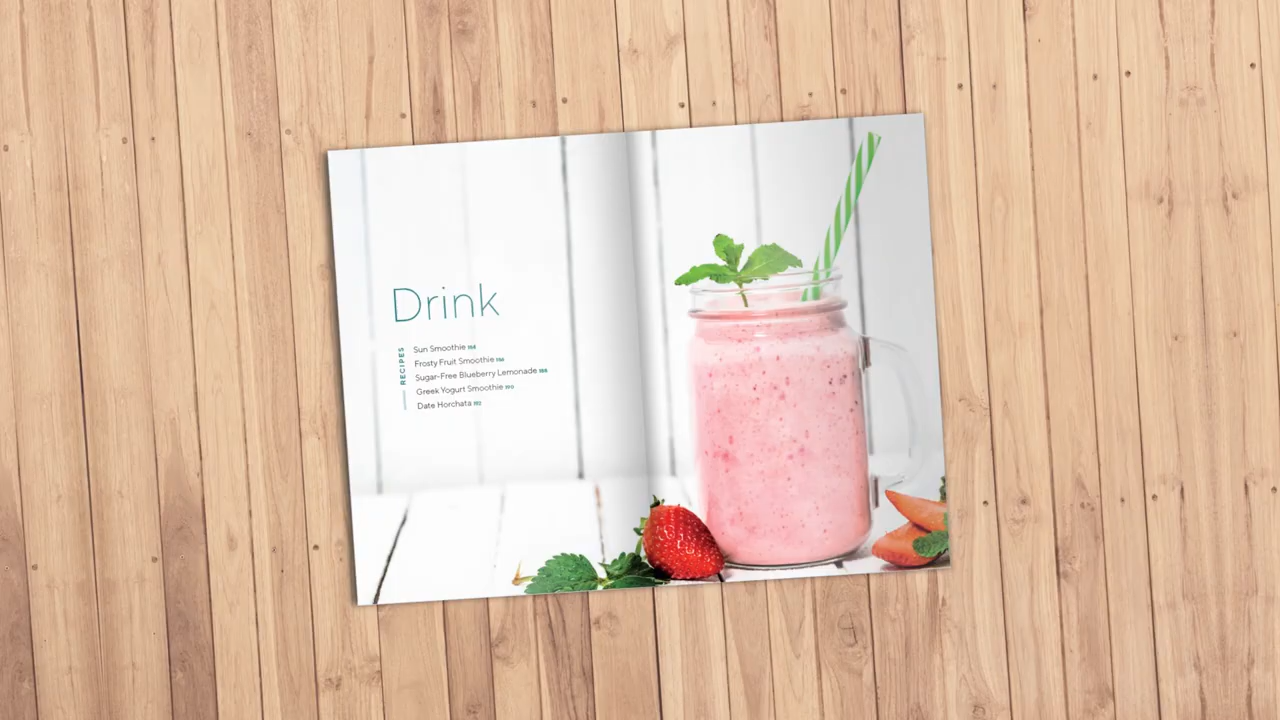 Drink
RECIPES
Sun Smoothie
Frosty Fruit Smoothie
Sugar-Free Blueberry Lemonade
Greek Yogurt Smoothie
Date Horchata